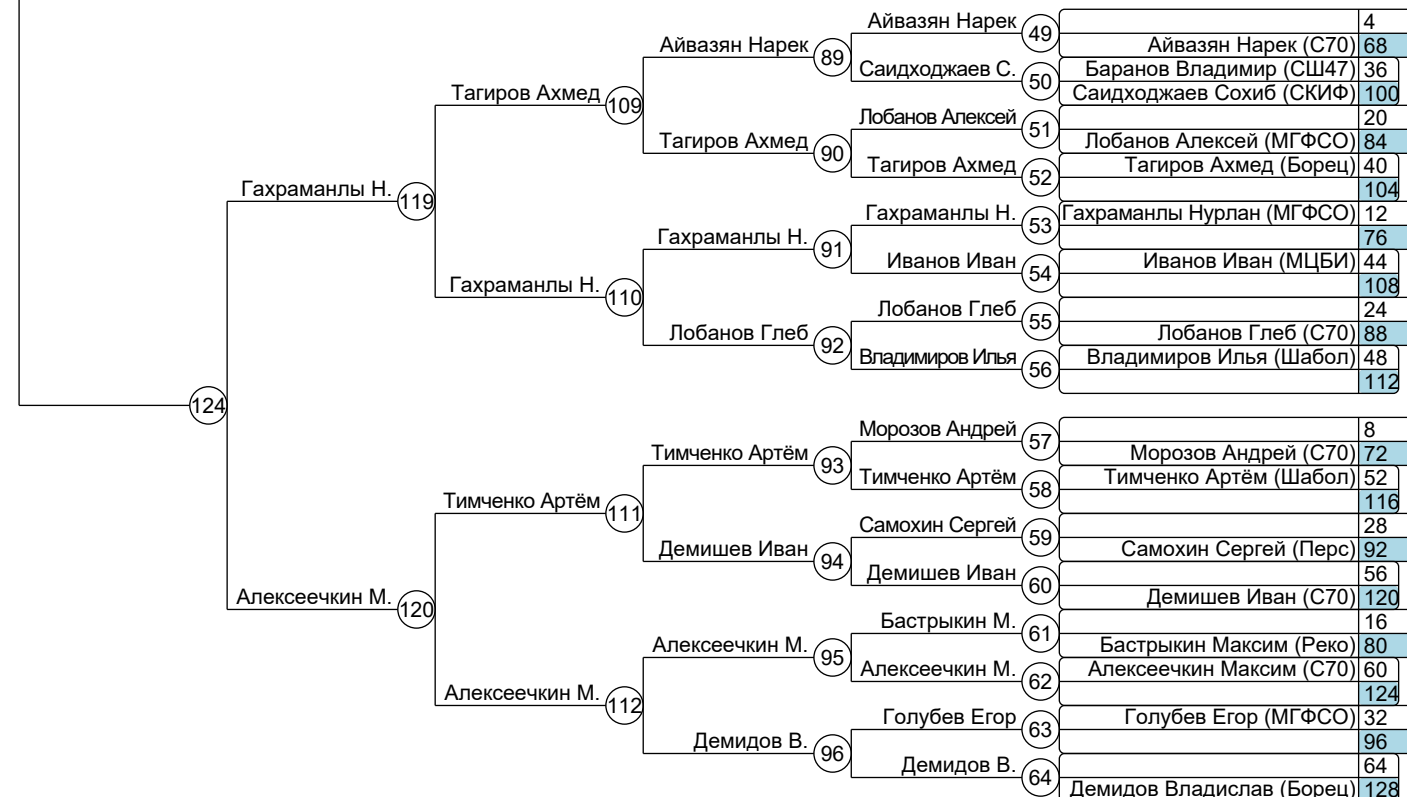 Айвазян Нарек 49 4
Айвазян Нарек 89 Айвазян Нарек (С70) 68
Саидходжаев С. 50 Баранов Владимир (СШ47) 36
Тагиров Ахмед 109 Саидходжаев Сохиб (СКИФ) 100
Лобанов Алексей 51 20
Тагиров Ахмед 90 Лобанов Алексей (МГФСО) 84
Тагиров Ахмед 52 Тагиров Ахмед (Борец) 40
Гахраманлы Н. 119 104
Гахраманлы Н. 53 Гахраманлы Нурлан (МГФСО) 12
Гахраманлы Н. 91 76
Иванов Иван 54 Иванов Иван (МЦБИ) 44
Гахраманлы Н. 110 108
Лобанов Глеб 55 24
Лобанов Глеб 92 Лобанов Глеб (С70) 88
Владимиров Илья 56 Владимиров Илья (Шабол) 48
112
124
Морозов Андрей 57 8
Тимченко Артём 93 Морозов Андрей (С70) 72
Тимченко Артём 58 Тимченко Артём (Шабол) 52
Тимченко Артём 111 116
Самохин Сергей 59 28
Демишев Иван 94 Самохин Сергей (Перс) 92
Демишев Иван 60 56
Алексеечкин М. 120 Демишев Иван (С70) 120
Бастрыкин М. 61 16
Алексеечкин М. 95 Бастрыкин Максим (Реко) 80
Алексеечкин М. 62 Алексеечкин Максим (С70) 60
Алексеечкин М. 112 124
Голубев Егор 63 Голубев Егор (МГФСО) 32
Демидов В. 96 96
Демидов В. 64 64
Демидов Владислав (Борец) 128